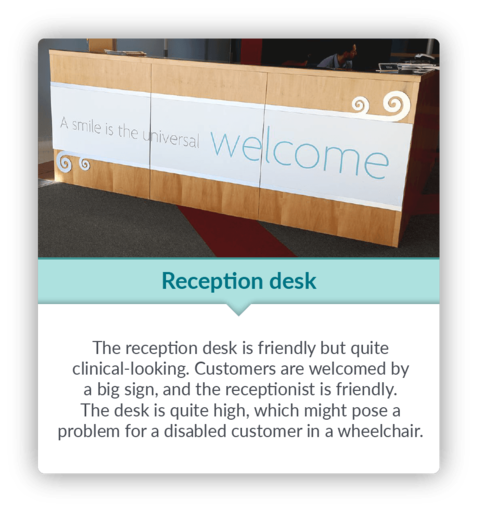 A smile is the universal welcome
Reception desk
The reception desk is friendly but quite
clinical-looking. Customers are welcomed by
a big sign, and the receptionist is friendly.
The desk is quite high, which might pose a
problem for a disabled customer in a wheelchair.